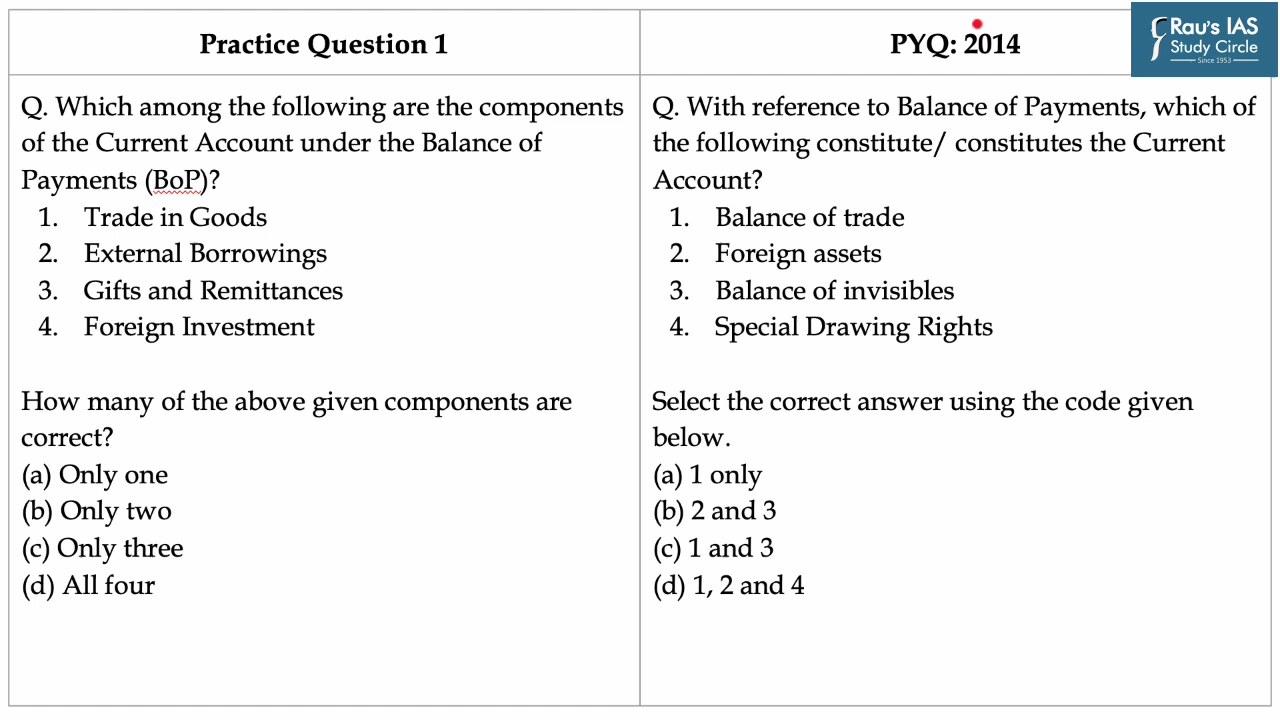 Practice Question 1
Q. Which among the following are the components
of the Current Account under the Balance of
Payments (BoP)?
1. Trade in Goods
2. External Borrowings
3. Gifts and Remittances
4. Foreign Investment
How many of the above given components are
correct?
(a) Only one
(b) Only two
(c) Only three
(d) All four
PYQ: 2014
Rau's IAS
Study Circle
Since 1953
Q. With reference to Balance of Payments, which of
the following constitute/ constitutes the Current
Account?
1. Balance of trade
2. Foreign assets
3. Balance of invisibles
4. Special Drawing Rights
Select the correct answer using the code given
below.
(a) 1 only
(b) 2 and 3
(c) 1 and 3
(d) 1, 2 and 4